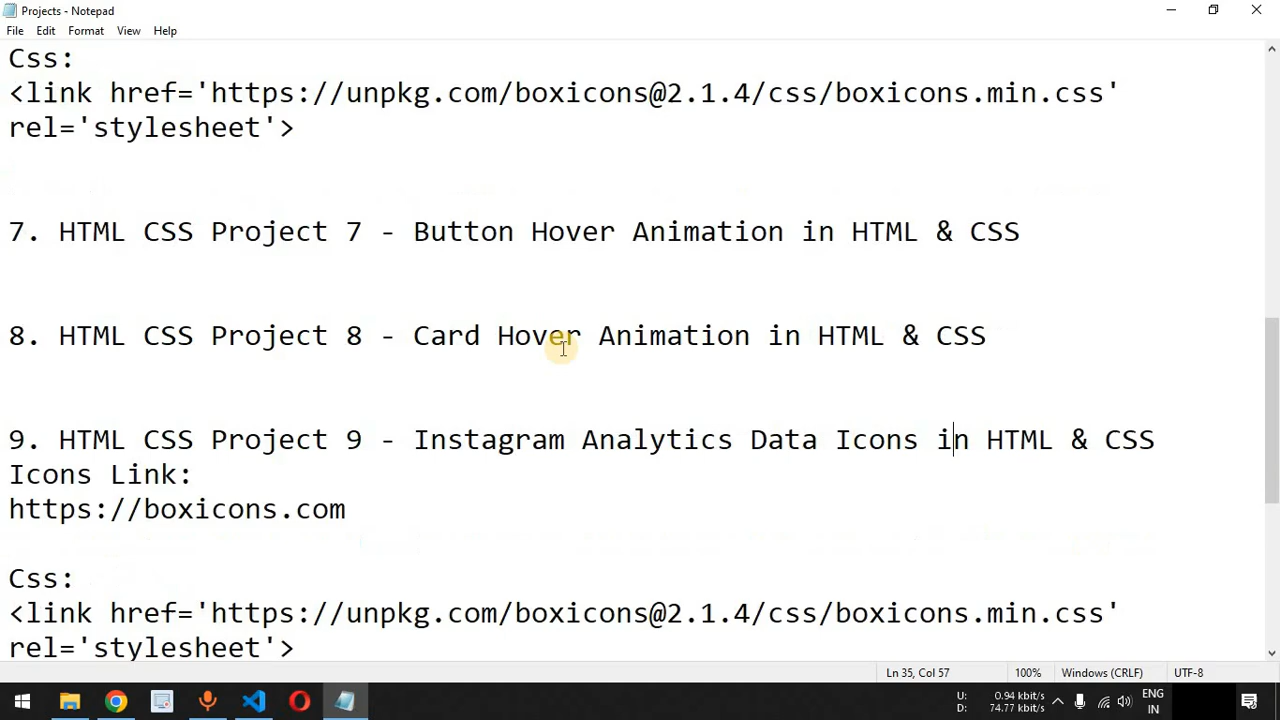 Projects - Notepad
File Edit Format View Help
Css:
<link href='https://unpkg.com/boxicons@2.1.4/css/boxicons.min.css'
rel='stylesheet'>
7. HTML CSS Project 7 - Button Hover Animation in HTML & CSS
8. HTML CSS Project 8 - Card Hover Animation in HTML & CSS
9. HTML CSS Project 9 - Instagram Analytics Data Icons in HTML & CSS
Icons Link:
https://boxicons.com
Css:
<link href='https://unpkg.com/boxicons@2.1.4/css/boxicons.min.css'
rel='stylesheet'>
Ln 35, Col 57 100% Windows (CRLF) UTF-8
U: 0.94 kbit/s ENG
D: 74.77 kbit/s IN